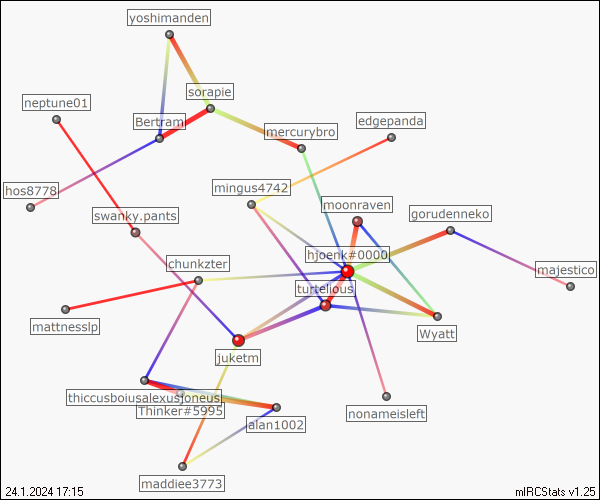 yoshimanden
sorapie
neptune01
Bertram
edgepanda
mercurybro
hos8778
mingus4742
moonraven
swanky.pants
gorudenneko
hjoenk#0000
chunkzter
majestico
turtelious
mattnesslp
Wyatt
juketm
thiccusboiusalexusjoneusi
Thinker#5995
nonameisleft
alan1002
maddiee3773
24.1.2024 17:15
mIRCStats v1.25